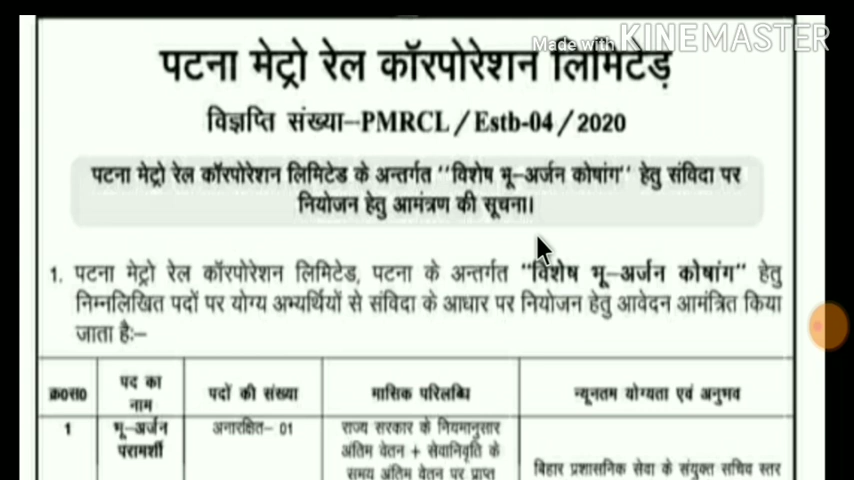 Made with KINEMASTER
पटना मेट्रो रेल कॉरपोरेशन लिमिटेड़
विज्ञप्ति संख्या–PMRCL/Estb-04/2020
पटना मेट्रो रेल कॉरपोरेशन लिमिटेड के अन्तर्गत "विशेष भू–अर्जन कोषांग" हेतु संविदा पर
नियोजन हेतु आमंत्रण की सूचना।
1. पटना मेट्रो रेल कॉरपोरेशन लिमिटेड, पटना के अन्तर्गत "विशेष भू–अर्जन कोषांग" हेतु
निम्नलिखित पदों पर योग्य अभ्यर्थियों से संविदा के आधार पर नियोजन हेतु आवेदन आमंत्रित किया
जाता हैः–
क्र०सं० पद का नाम पदों की संख्या मासिक परिलब्धि न्यूनतम योग्यता एवं अनुभव
1 भू–अर्जन परामर्शी अनारक्षित– 01
राज्य सरकार के नियमानुसार
अंतिम वेतन + सेवानिवृति के
समय अंतिम वेतन पर प्राप्त
बिहार प्रशासनिक सेवा के संयुक्त सचिव स्तर